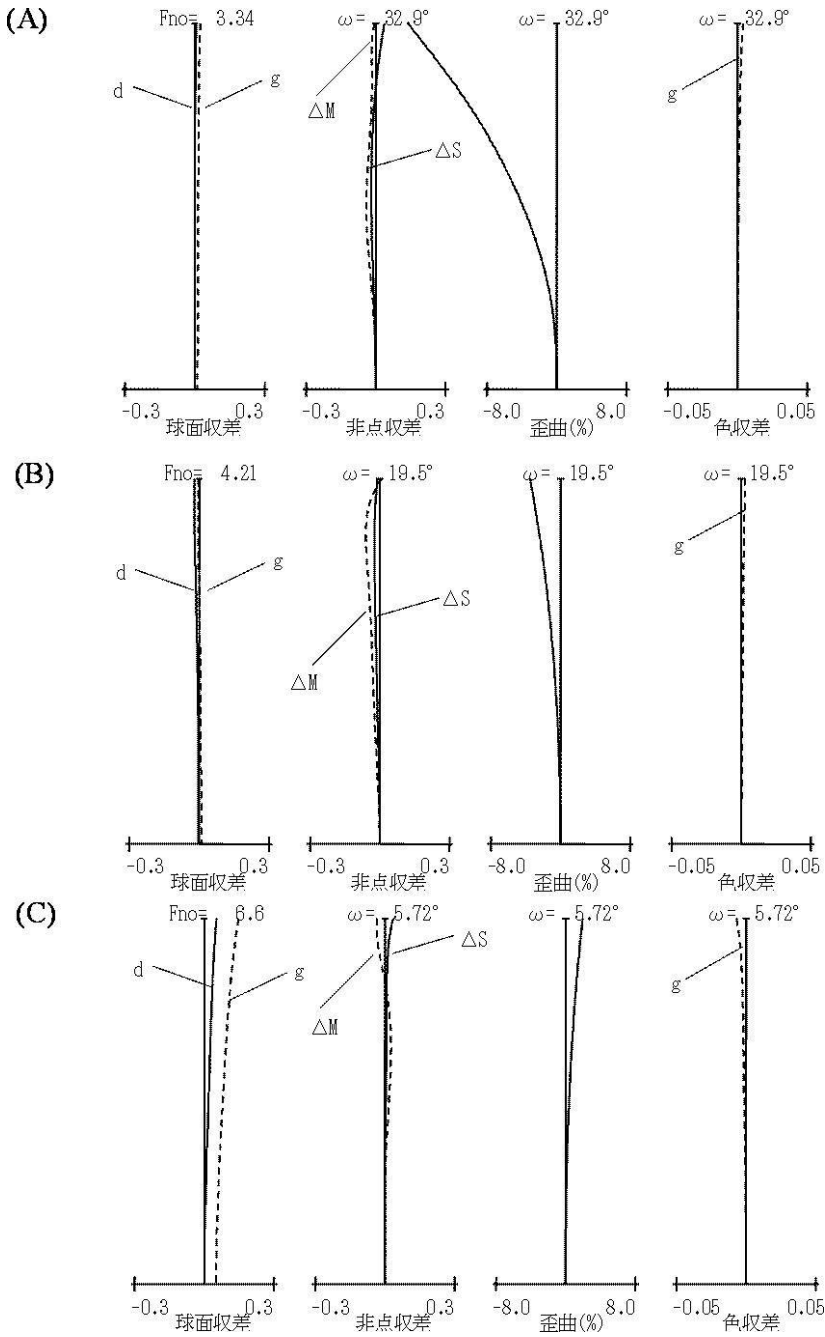 (A)
Fno= 3.34
ω= 32.9°
ω= 32.9°
ω= 32.9°
d
g
△M
△S
g
-0.3 0.3
-0.3 0.3
-8.0 8.0
-0.05 0.05
球面収差
非点収差
歪曲(%)
色収差
(B)
Fno= 4.21
ω= 19.5°
ω= 19.5°
ω= 19.5°
d
g
△S
△M
g
-0.3 0.3
-0.3 0.3
-8.0 8.0
-0.05 0.05
球面収差
非点収差
歪曲(%)
色収差
(C)
Fno= 6.6
ω= 5.72°
ω= 5.72°
ω= 5.72°
d
g
△S
△M
g
-0.3 0.3
-0.3 0.3
-8.0 8.0
-0.05 0.05
球面収差
非点収差
歪曲(%)
色収差